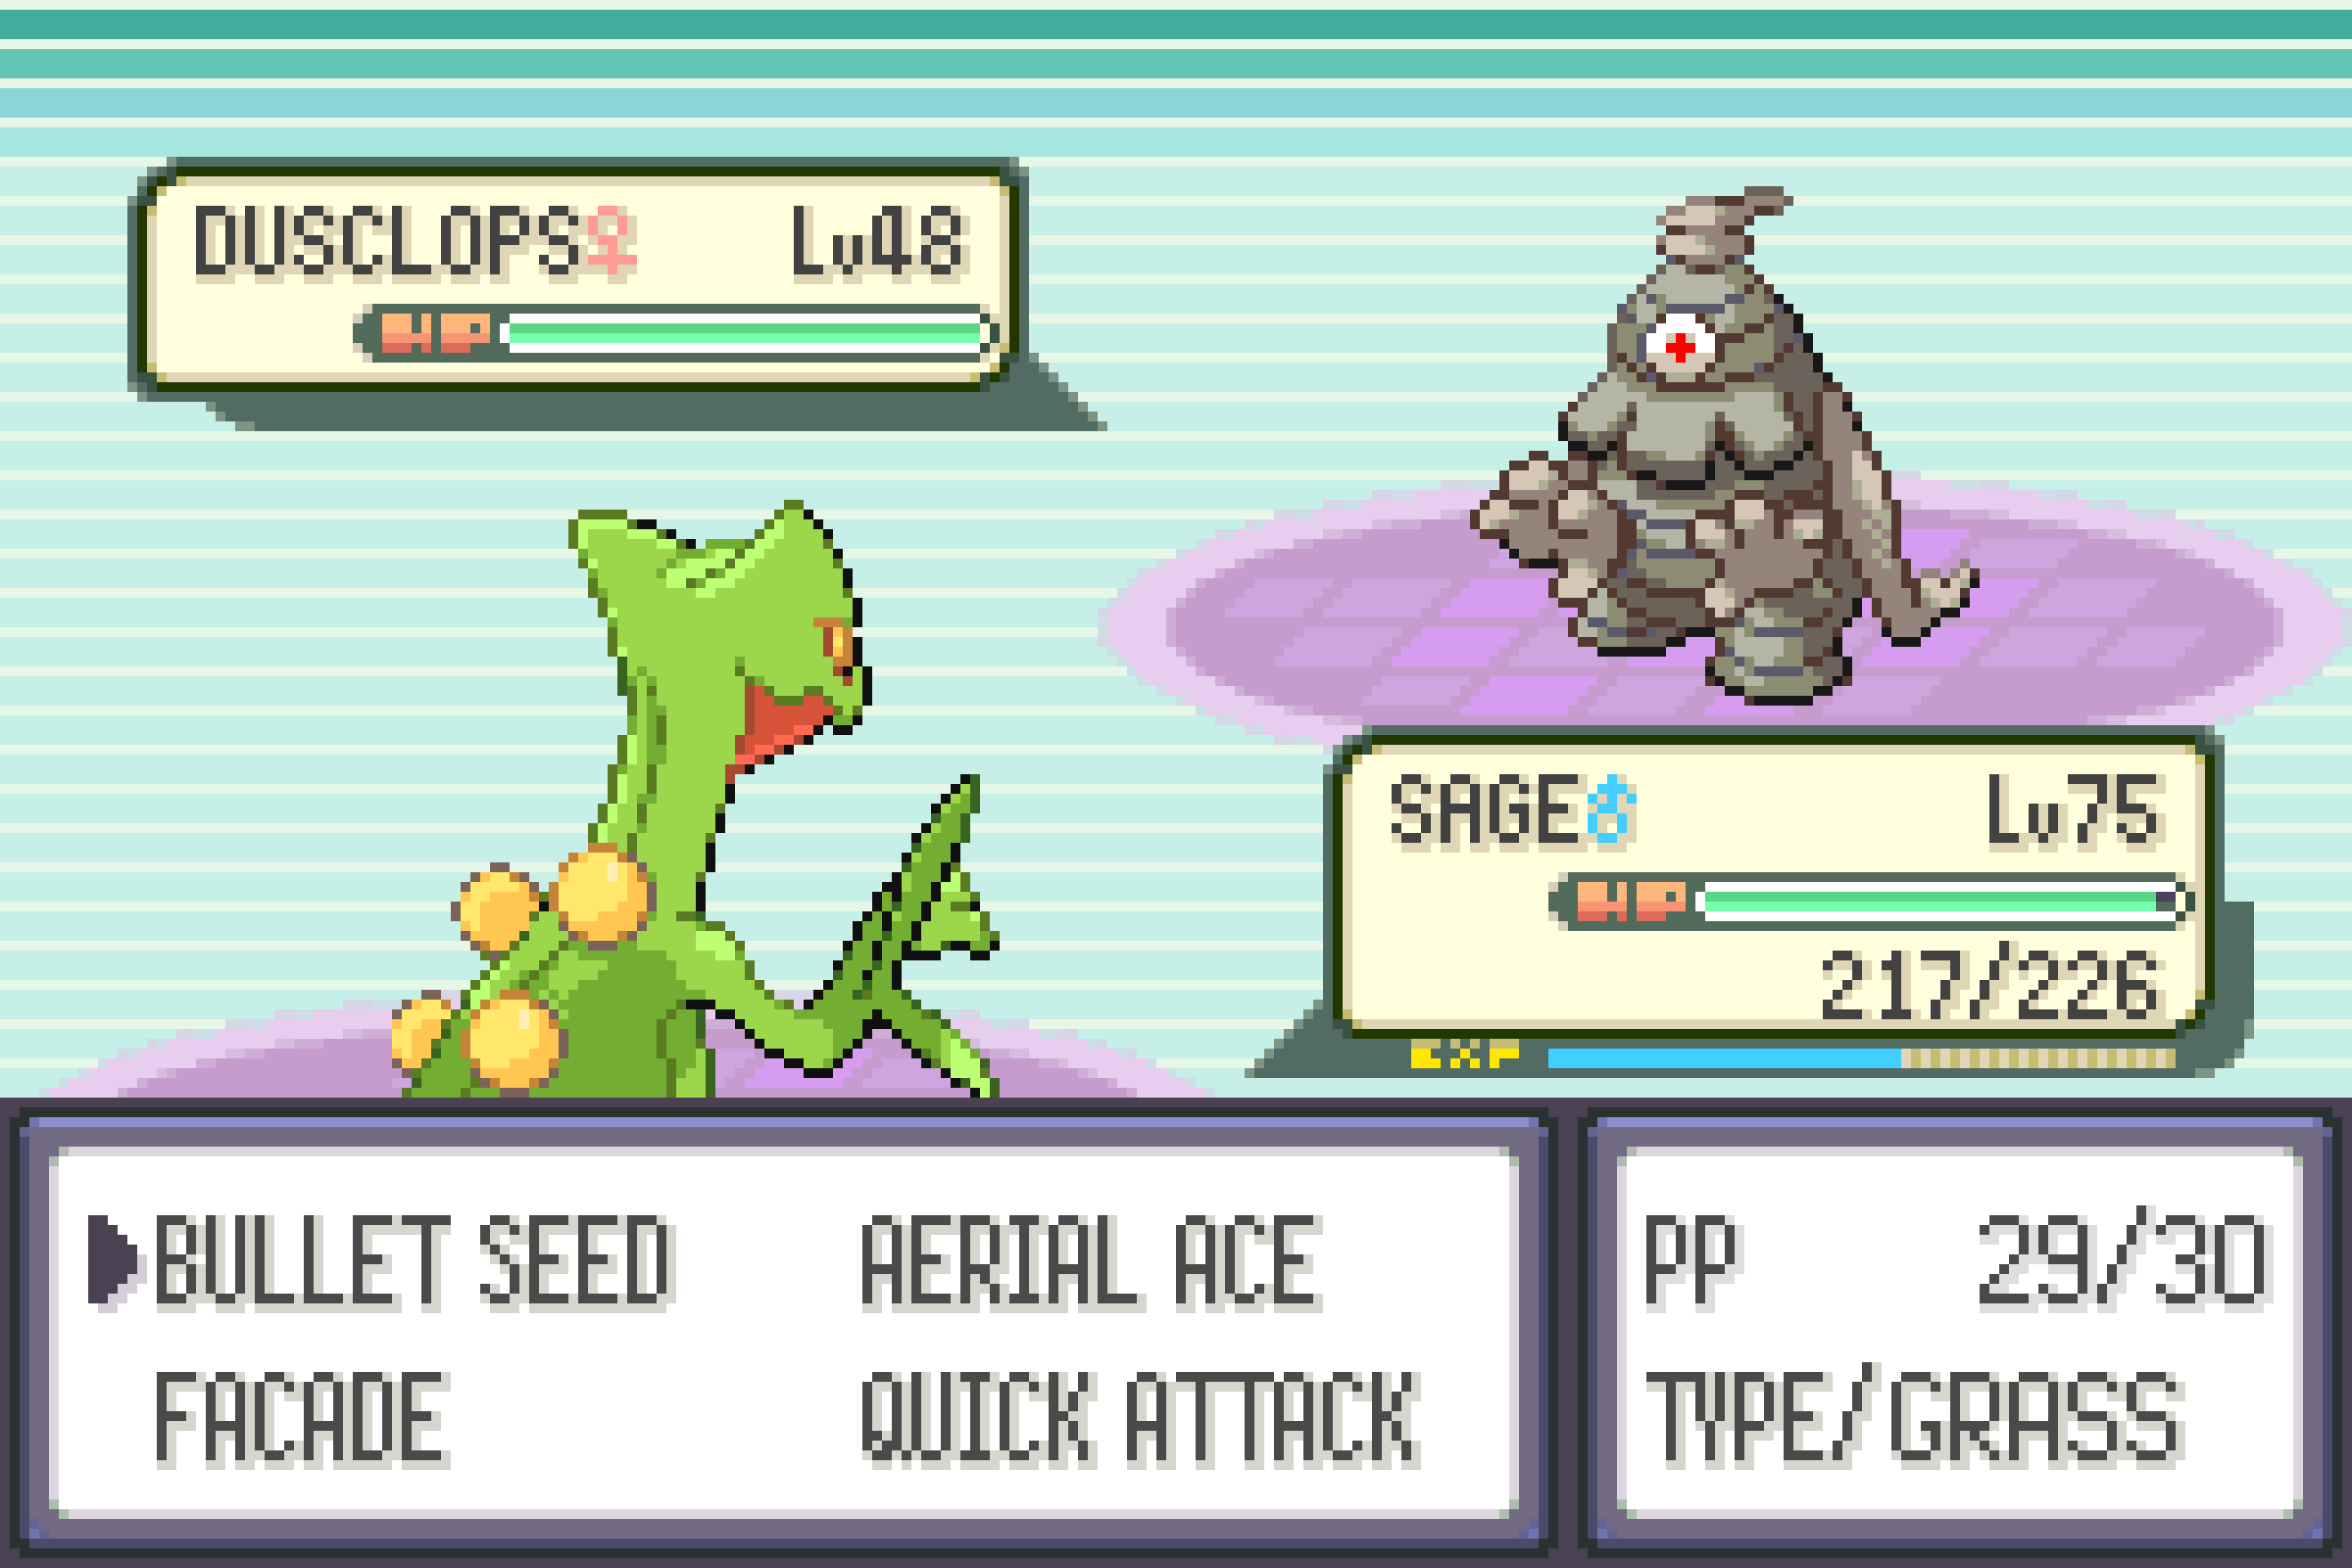 DUSCLOPS♀ Lv48
HP
SAGE♂ Lv75
HP
217/226
EXP
BULLET SEED AERIAL ACE
FACADE QUICK ATTACK
PP 29/30
TYPE/GRASS